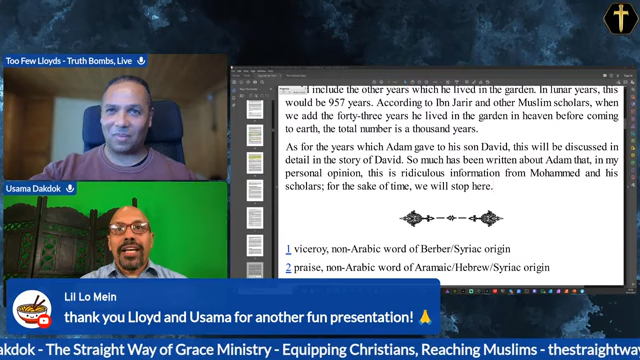 Too Few Lloyds - Truth Bombs, Live
Usama Dakdok
include the other years which he lived in the garden. In lunar years, this
would be 957 years. According to Ibn Jarir and other Muslim scholars, when
we add the forty-three years he lived in the garden in heaven before coming
to earth, the total number is a thousand years.
As for the years which Adam gave to his son David, this will be discussed in
detail in the story of David. So much has been written about Adam that, in my
personal opinion, this is ridiculous information from Mohammed and his
scholars; for the sake of time, we will stop here.
1 viceroy, non-Arabic word of Berber/Syriac origin
2 praise, non-Arabic word of Aramaic/Hebrew/Syriac origin
Lil Lo Mein
thank you Lloyd and Usama for another fun presentation! 🙏
akdok - The Straight Way of Grace Ministry - Equipping Christians, Reaching Muslims - thestraightway